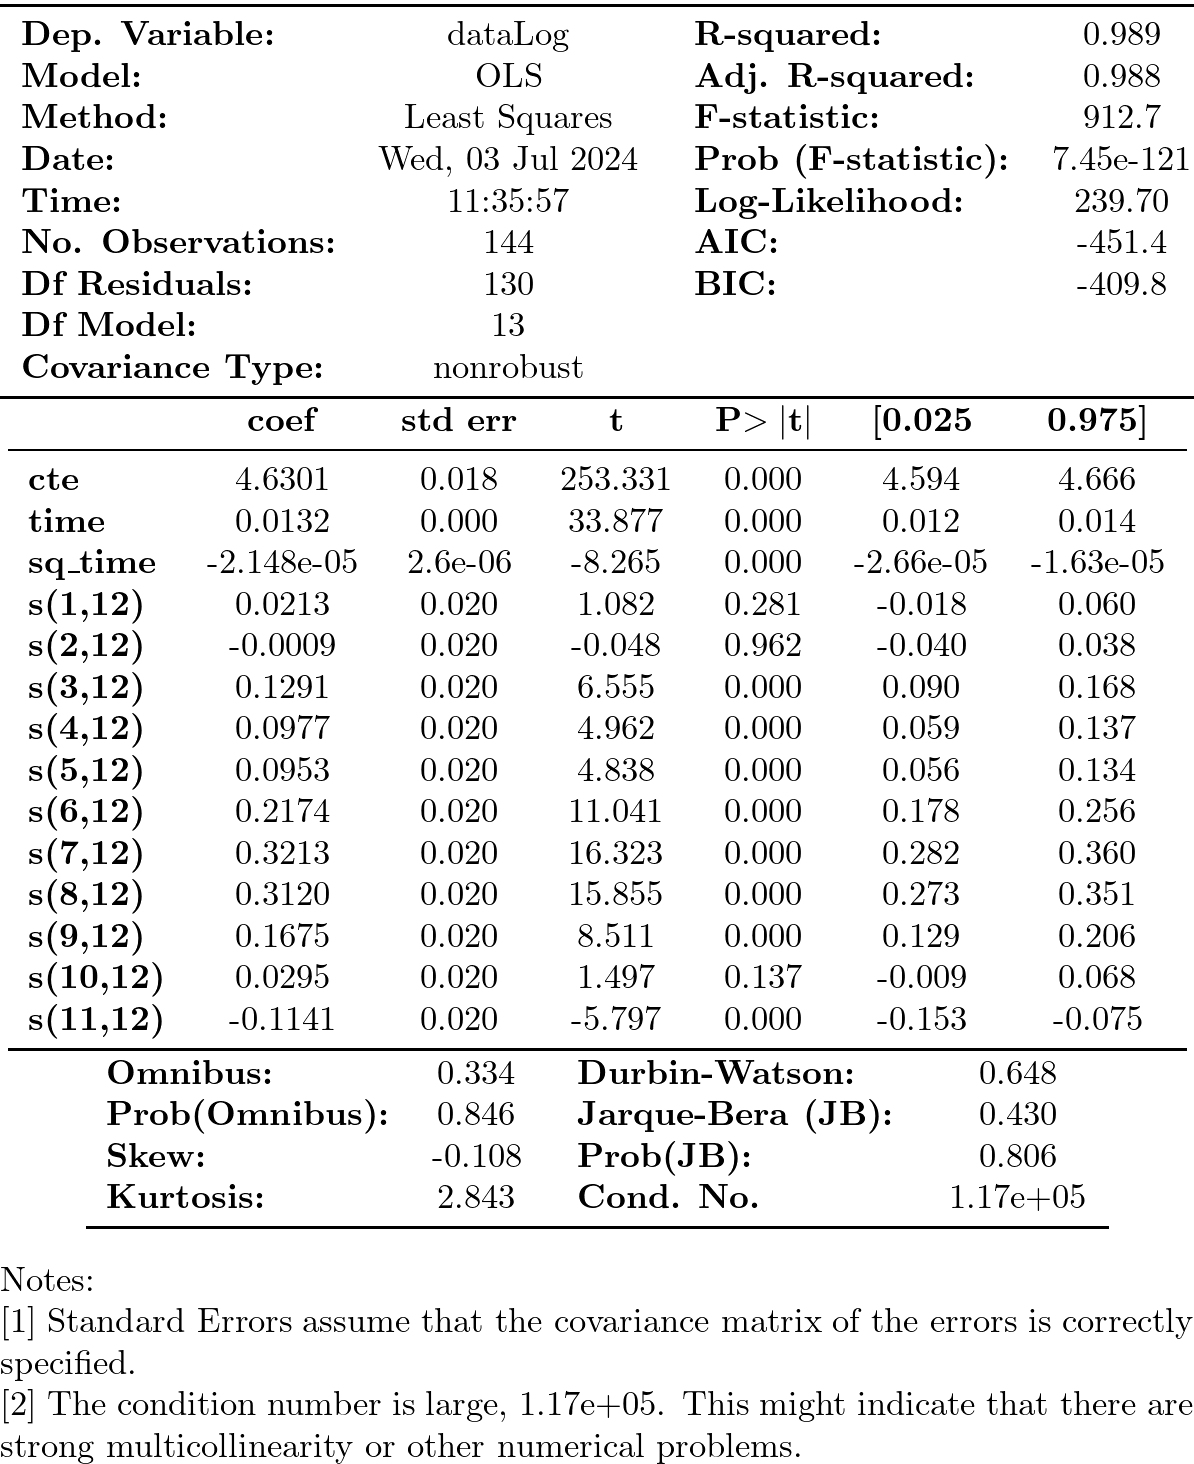 Dep. Variable: dataLog R-squared: 0.989
Model: OLS Adj. R-squared: 0.988
Method: Least Squares F-statistic: 912.7
Date: Wed, 03 Jul 2024 Prob (F-statistic): 7.45e-121
Time: 11:35:57 Log-Likelihood: 239.70
No. Observations: 144 AIC: -451.4
Df Residuals: 130 BIC: -409.8
Df Model: 13
Covariance Type: nonrobust
coef std err t P> |t| [0.025 0.975]
cte 4.6301 0.018 253.331 0.000 4.594 4.666
time 0.0132 0.000 33.877 0.000 0.012 0.014
sq_time -2.148e-05 2.6e-06 -8.265 0.000 -2.66e-05 -1.63e-05
s(1,12) 0.0213 0.020 1.082 0.281 -0.018 0.060
s(2,12) -0.0009 0.020 -0.048 0.962 -0.040 0.038
s(3,12) 0.1291 0.020 6.555 0.000 0.090 0.168
s(4,12) 0.0977 0.020 4.962 0.000 0.059 0.137
s(5,12) 0.0953 0.020 4.838 0.000 0.056 0.134
s(6,12) 0.2174 0.020 11.041 0.000 0.178 0.256
s(7,12) 0.3213 0.020 16.323 0.000 0.282 0.360
s(8,12) 0.3120 0.020 15.855 0.000 0.273 0.351
s(9,12) 0.1675 0.020 8.511 0.000 0.129 0.206
s(10,12) 0.0295 0.020 1.497 0.137 -0.009 0.068
s(11,12) -0.1141 0.020 -5.797 0.000 -0.153 -0.075
Omnibus: 0.334 Durbin-Watson: 0.648
Prob(Omnibus): 0.846 Jarque-Bera (JB): 0.430
Skew: -0.108 Prob(JB): 0.806
Kurtosis: 2.843 Cond. No. 1.17e+05
Notes:
[1] Standard Errors assume that the covariance matrix of the errors is correctly
specified.
[2] The condition number is large, 1.17e+05. This might indicate that there are
strong multicollinearity or other numerical problems.